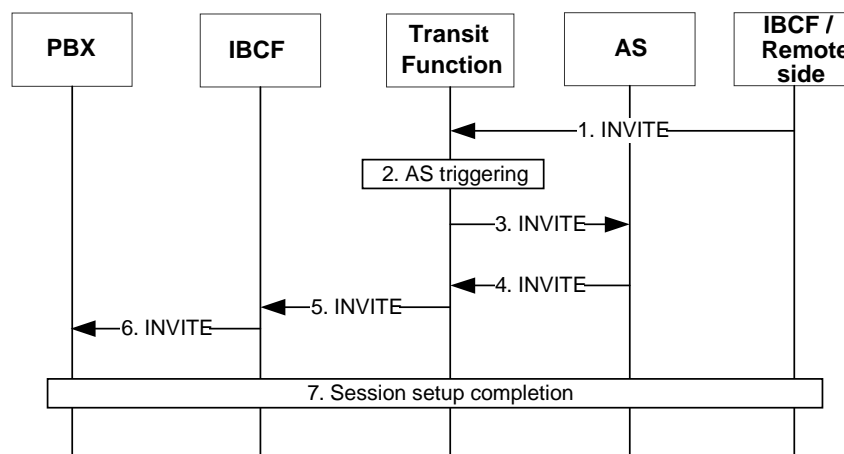 PBX
IBCF
Transit
Function
AS
IBCF /
Remote
side
1. INVITE
2. AS triggering
3. INVITE
4. INVITE
5. INVITE
6. INVITE
7. Session setup completion